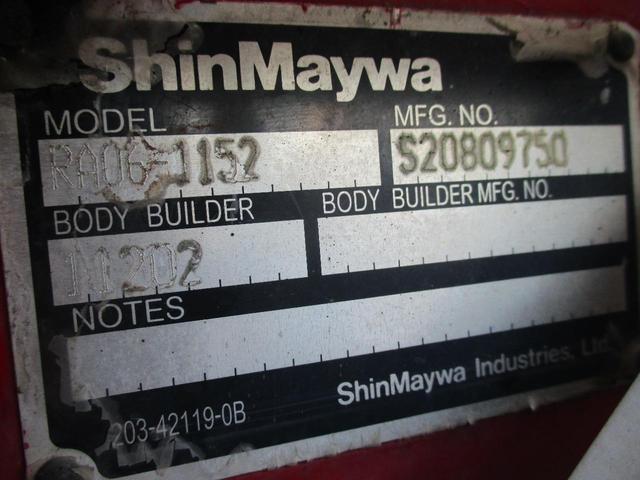 ShinMaywa
MODEL MFG. NO.
RA06-1152 S20809750
BODY BUILDER BODY BUILDER MFG. NO.
11202
NOTES
ShinMaywa Industries, Ltd.
203-42119-0B